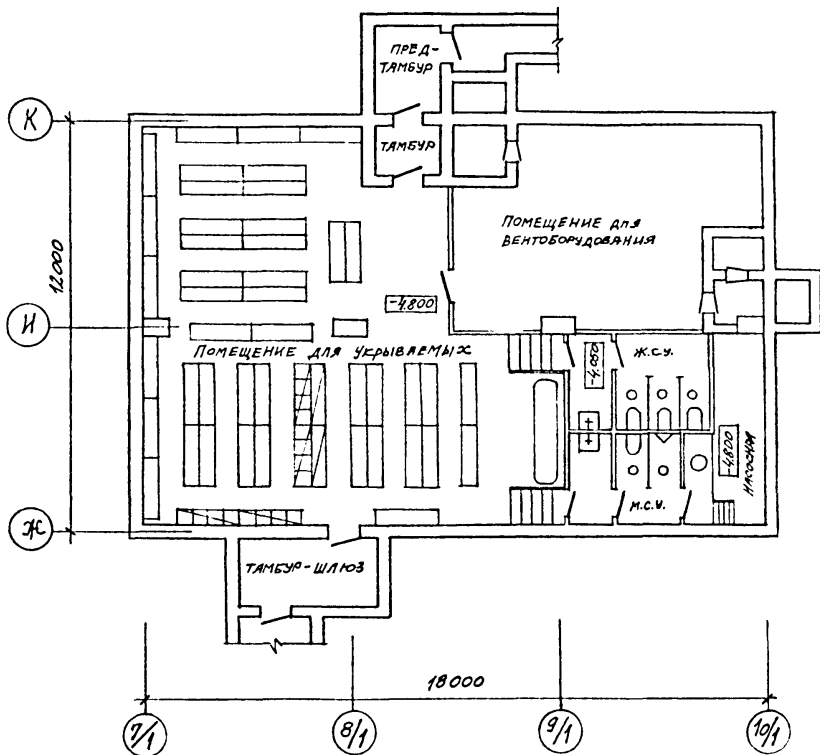 ПРЕД-
ТАМБУР
К
ТАМБУР
ПОМЕЩЕНИЕ ДЛЯ
ВЕНТОБОРУДОВАНИЯ
12000
-4.800
И
ПОМЕЩЕНИЕ ДЛЯ УКРЫВАЕМЫХ
-4.050
Ж.С.У.
4.800
НАСОСНАЯ
М.С.У.
Ж
ТАМБУР-ШЛЮЗ
18000
7/1
8/1
9/1
10/1